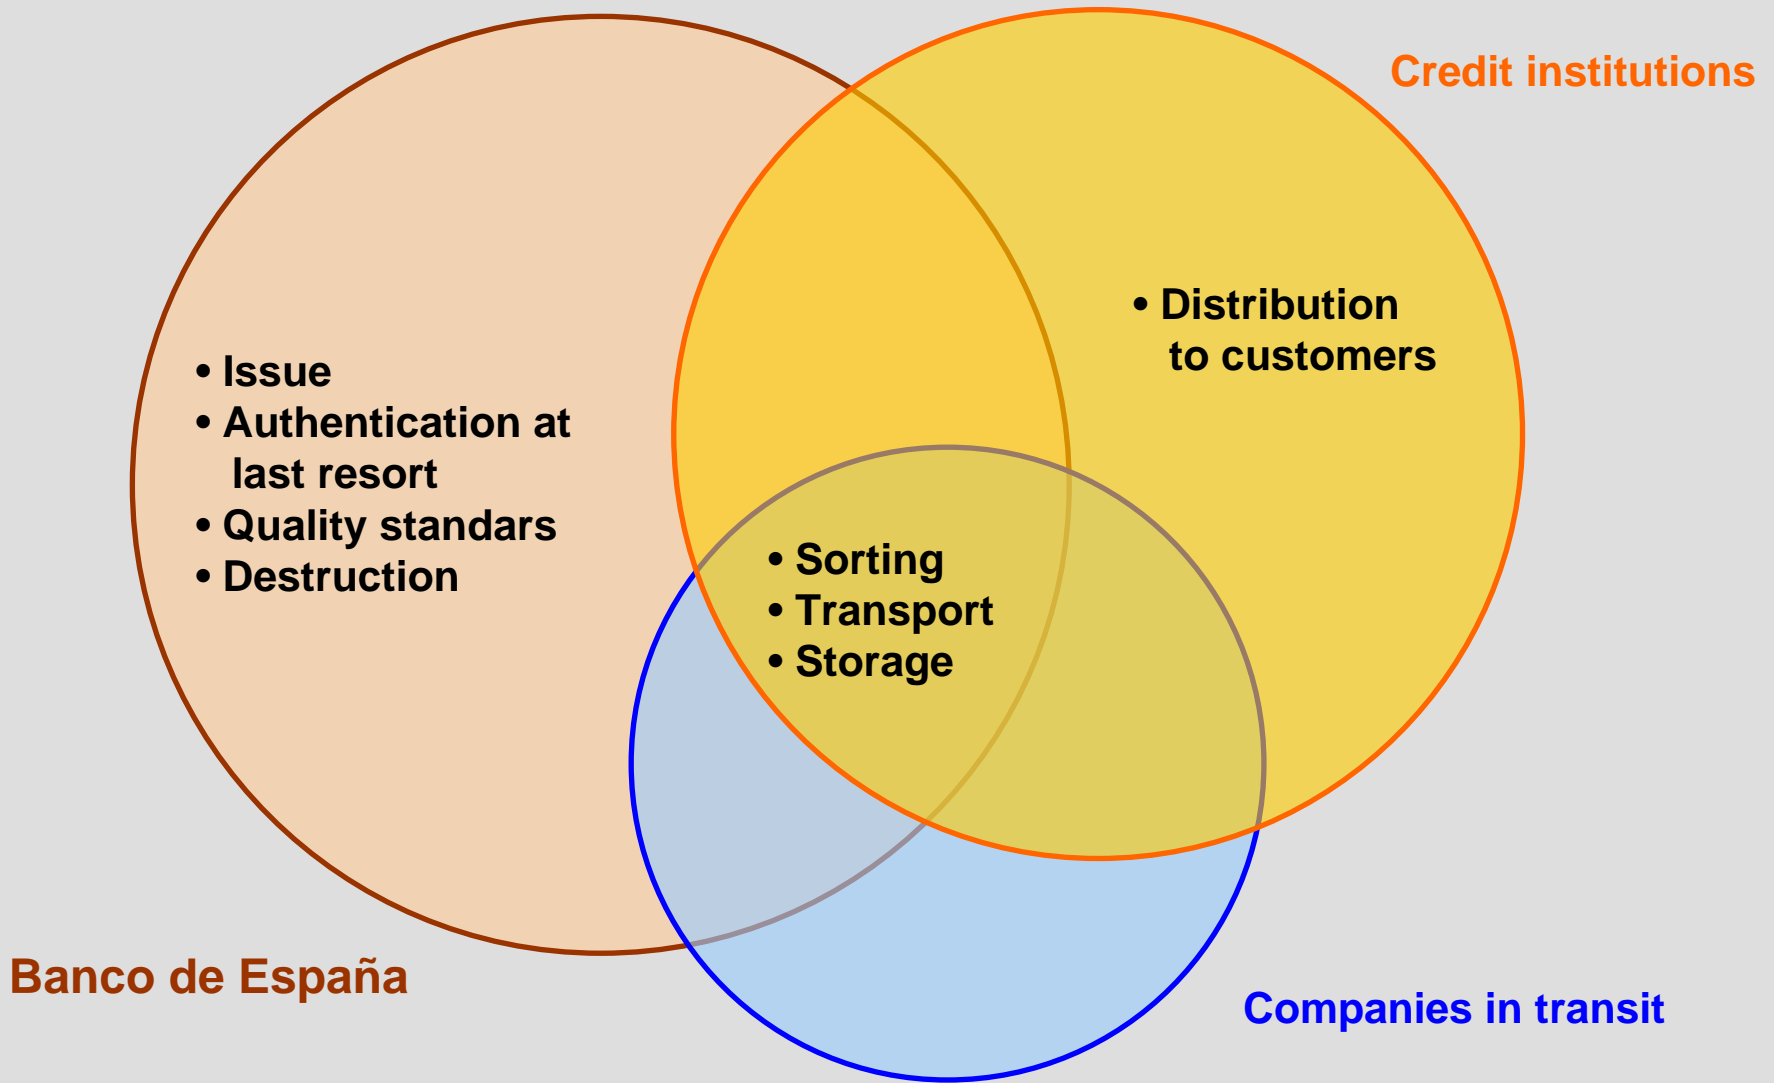 Credit institutions
• Distribution
to customers
• Issue
• Authentication at
last resort
• Quality standars
• Destruction
• Sorting
• Transport
• Storage
Banco de España
Companies in transit